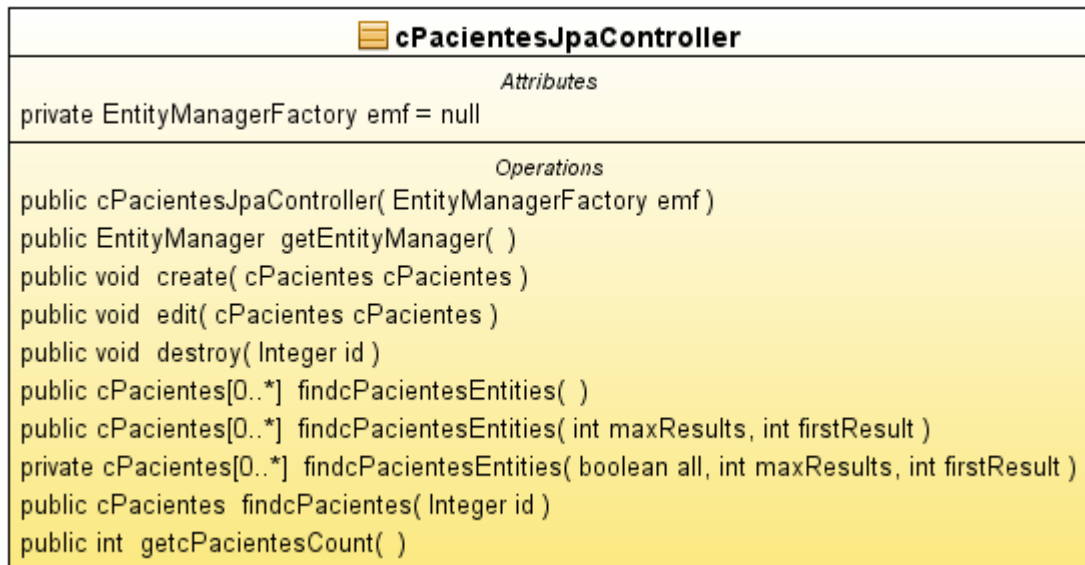 cPacientesJpaController
Attributes
private EntityManagerFactory emf = null
Operations
public cPacientesJpaController( EntityManagerFactory emf )
public EntityManager getEntityManager( )
public void create( cPacientes cPacientes )
public void edit( cPacientes cPacientes )
public void destroy( Integer id )
public cPacientes[0..*] findcPacientesEntities( )
public cPacientes[0..*] findcPacientesEntities( int maxResults, int firstResult )
private cPacientes[0..*] findcPacientesEntities( boolean all, int maxResults, int firstResult )
public cPacientes findcPacientes( Integer id )
public int getcPacientesCount( )